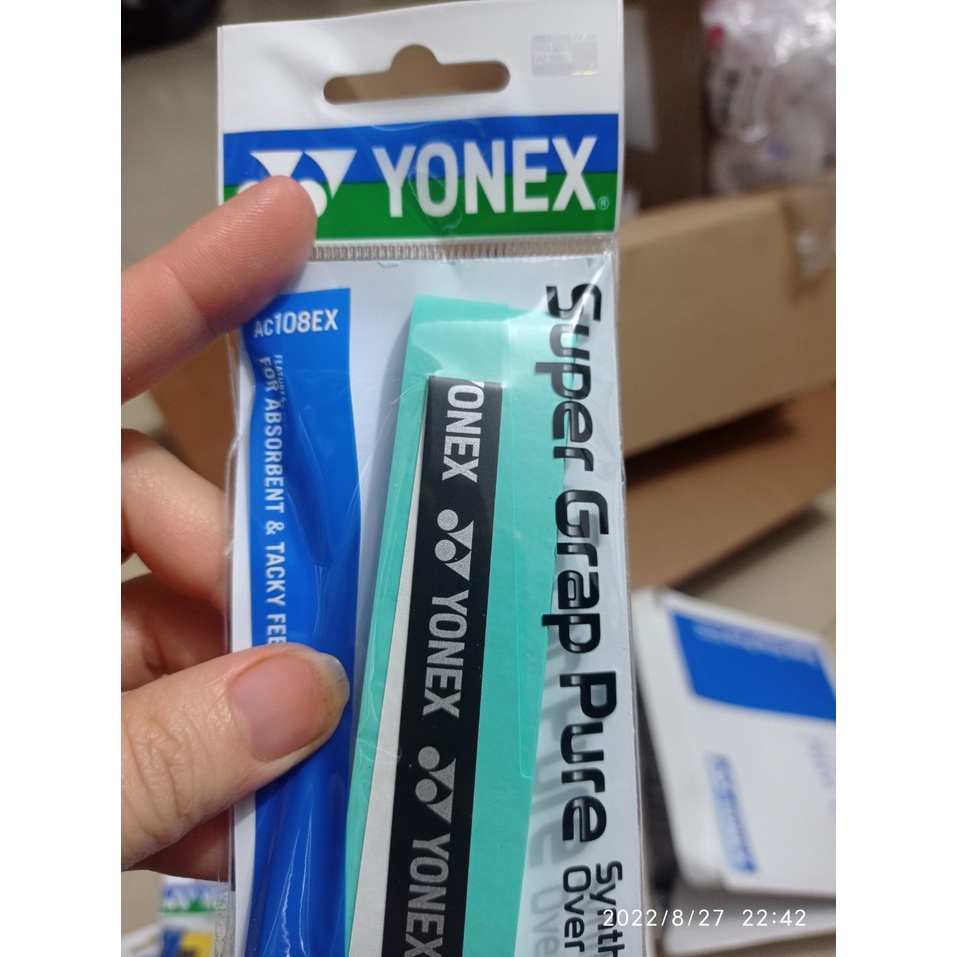 YONEX®
AC108EX
FEATURES
FOR ABSORBENT & TACKY FEE
YONEX
YONEX
YONEX
Super Grap Pure
Synth
Over
2022/8/27 22:42